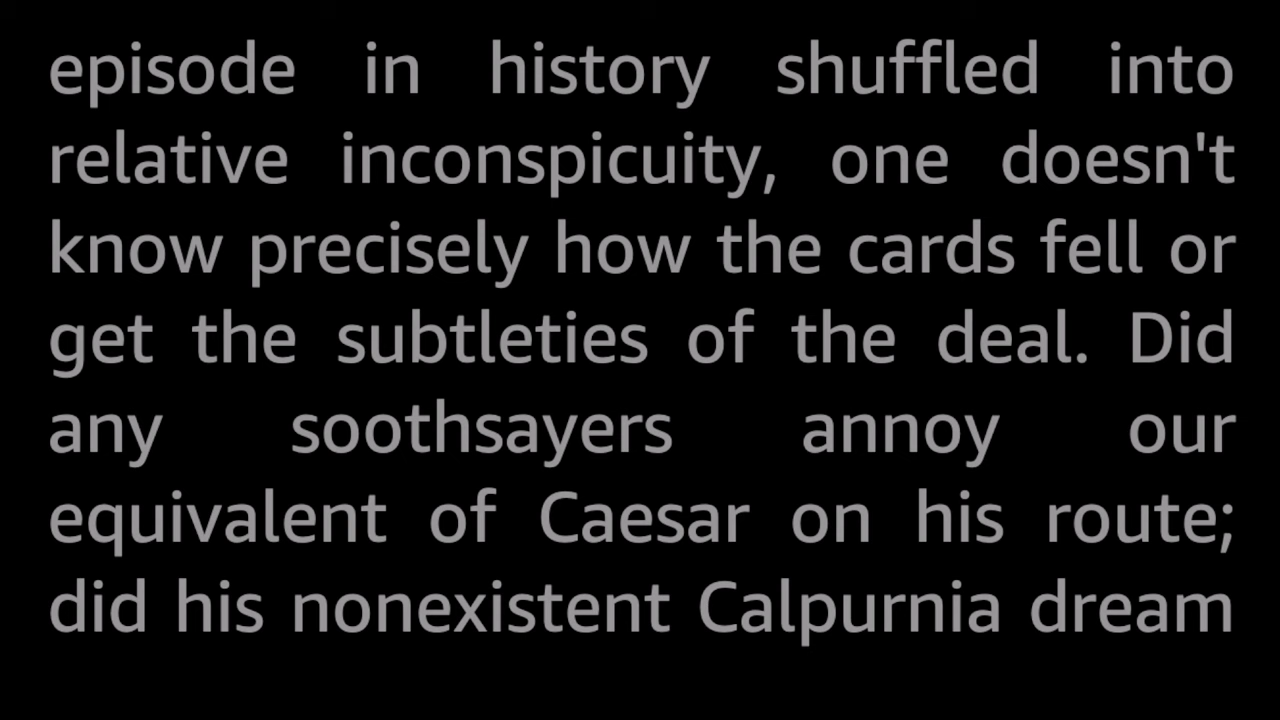 episode in history shuffled into
relative inconspicuity, one doesn't
know precisely how the cards fell or
get the subtleties of the deal. Did
any soothsayers annoy our
equivalent of Caesar on his route;
did his nonexistent Calpurnia dream